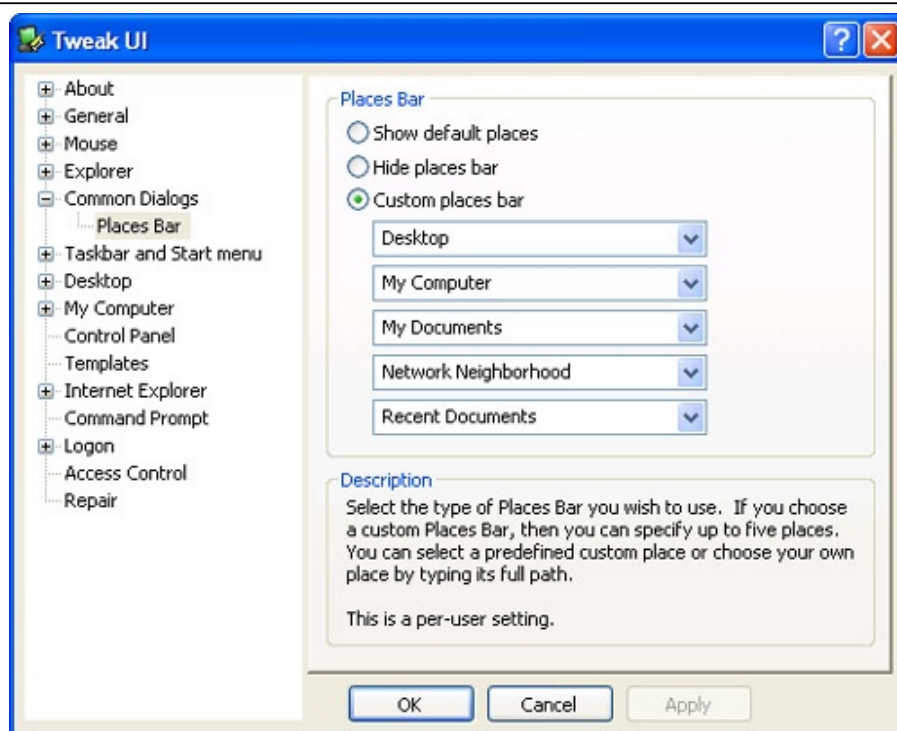 Tweak UI
About
General
Mouse
Explorer
Common Dialogs
Places Bar
Taskbar and Start menu
Desktop
My Computer
Control Panel
Templates
Internet Explorer
Command Prompt
Logon
Access Control
Repair
Places Bar
Show default places
Hide places bar
Custom places bar
Desktop
My Computer
My Documents
Network Neighborhood
Recent Documents
Description
Select the type of Places Bar you wish to use.  If you choose
a custom Places Bar, then you can specify up to five places.
You can select a predefined custom place or choose your own
place by typing its full path.
This is a per-user setting.
OK
Cancel
Apply